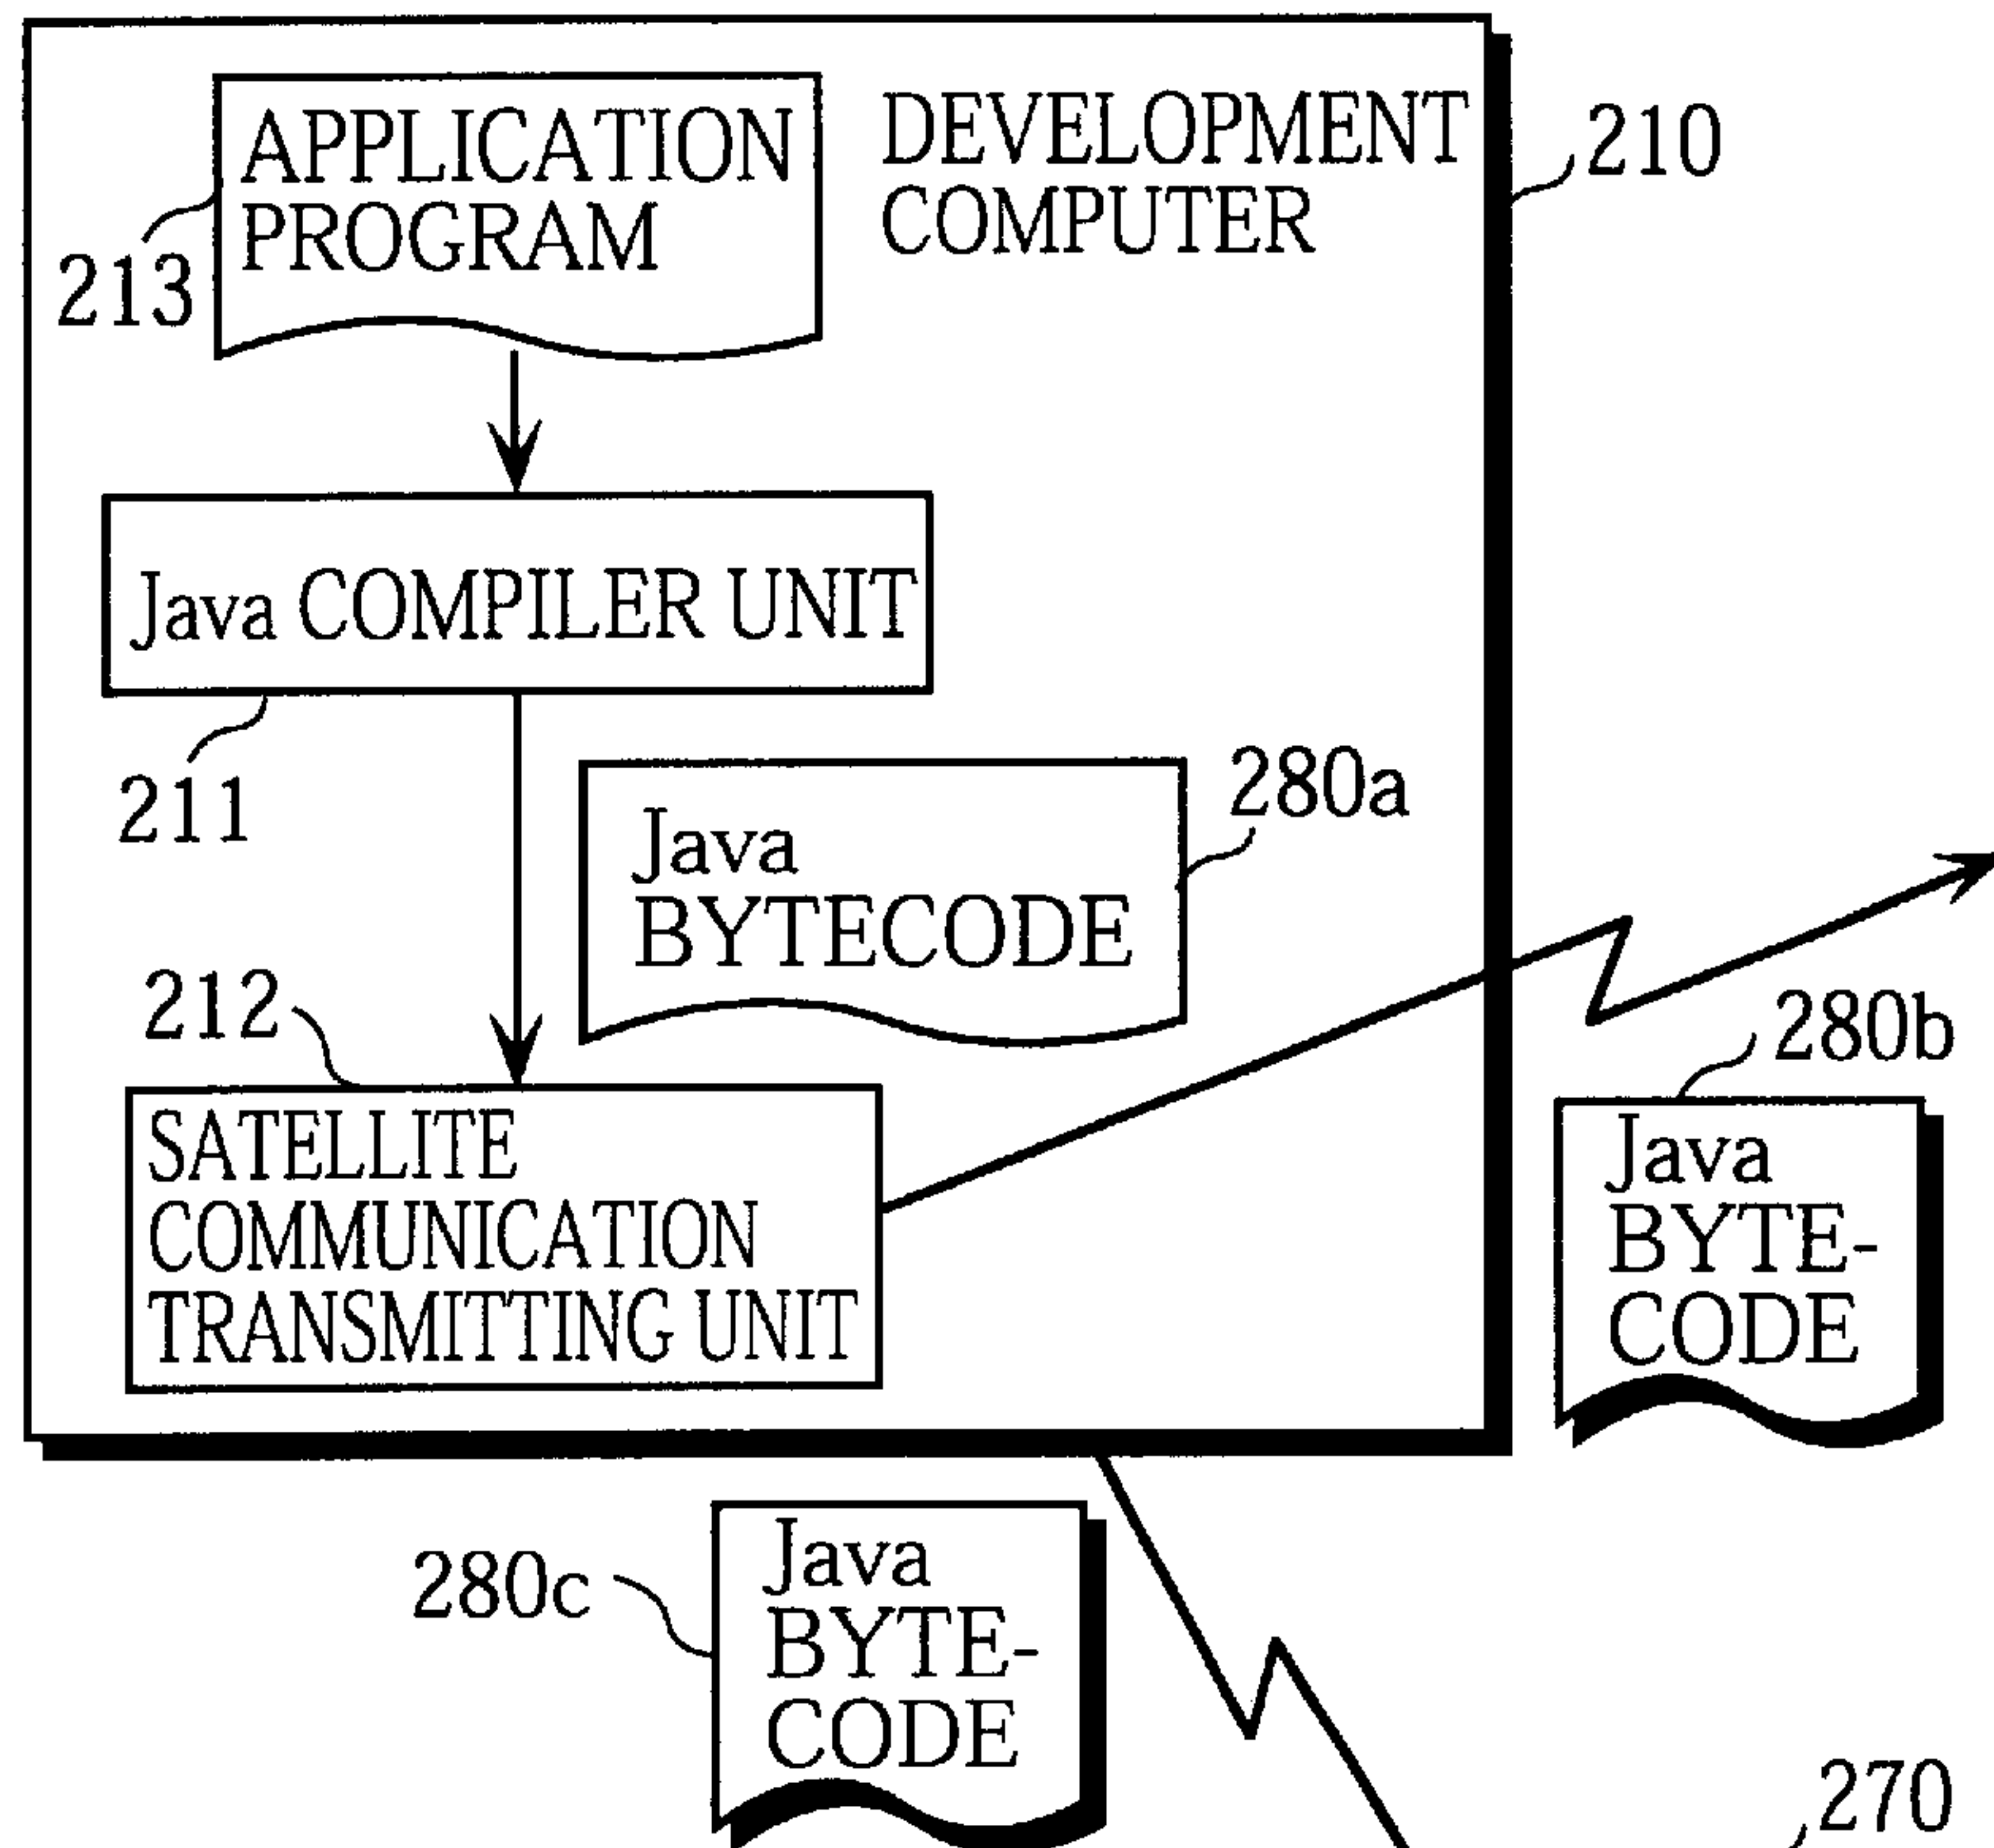 APPLICATION
PROGRAM
DEVELOPMENT
COMPUTER
210
213
Java COMPILER UNIT
211
Java
BYTECODE
280a
212
SATELLITE
COMMUNICATION
TRANSMITTING UNIT
280b
Java
BYTE-
CODE
280c
Java
BYTE-
CODE
270